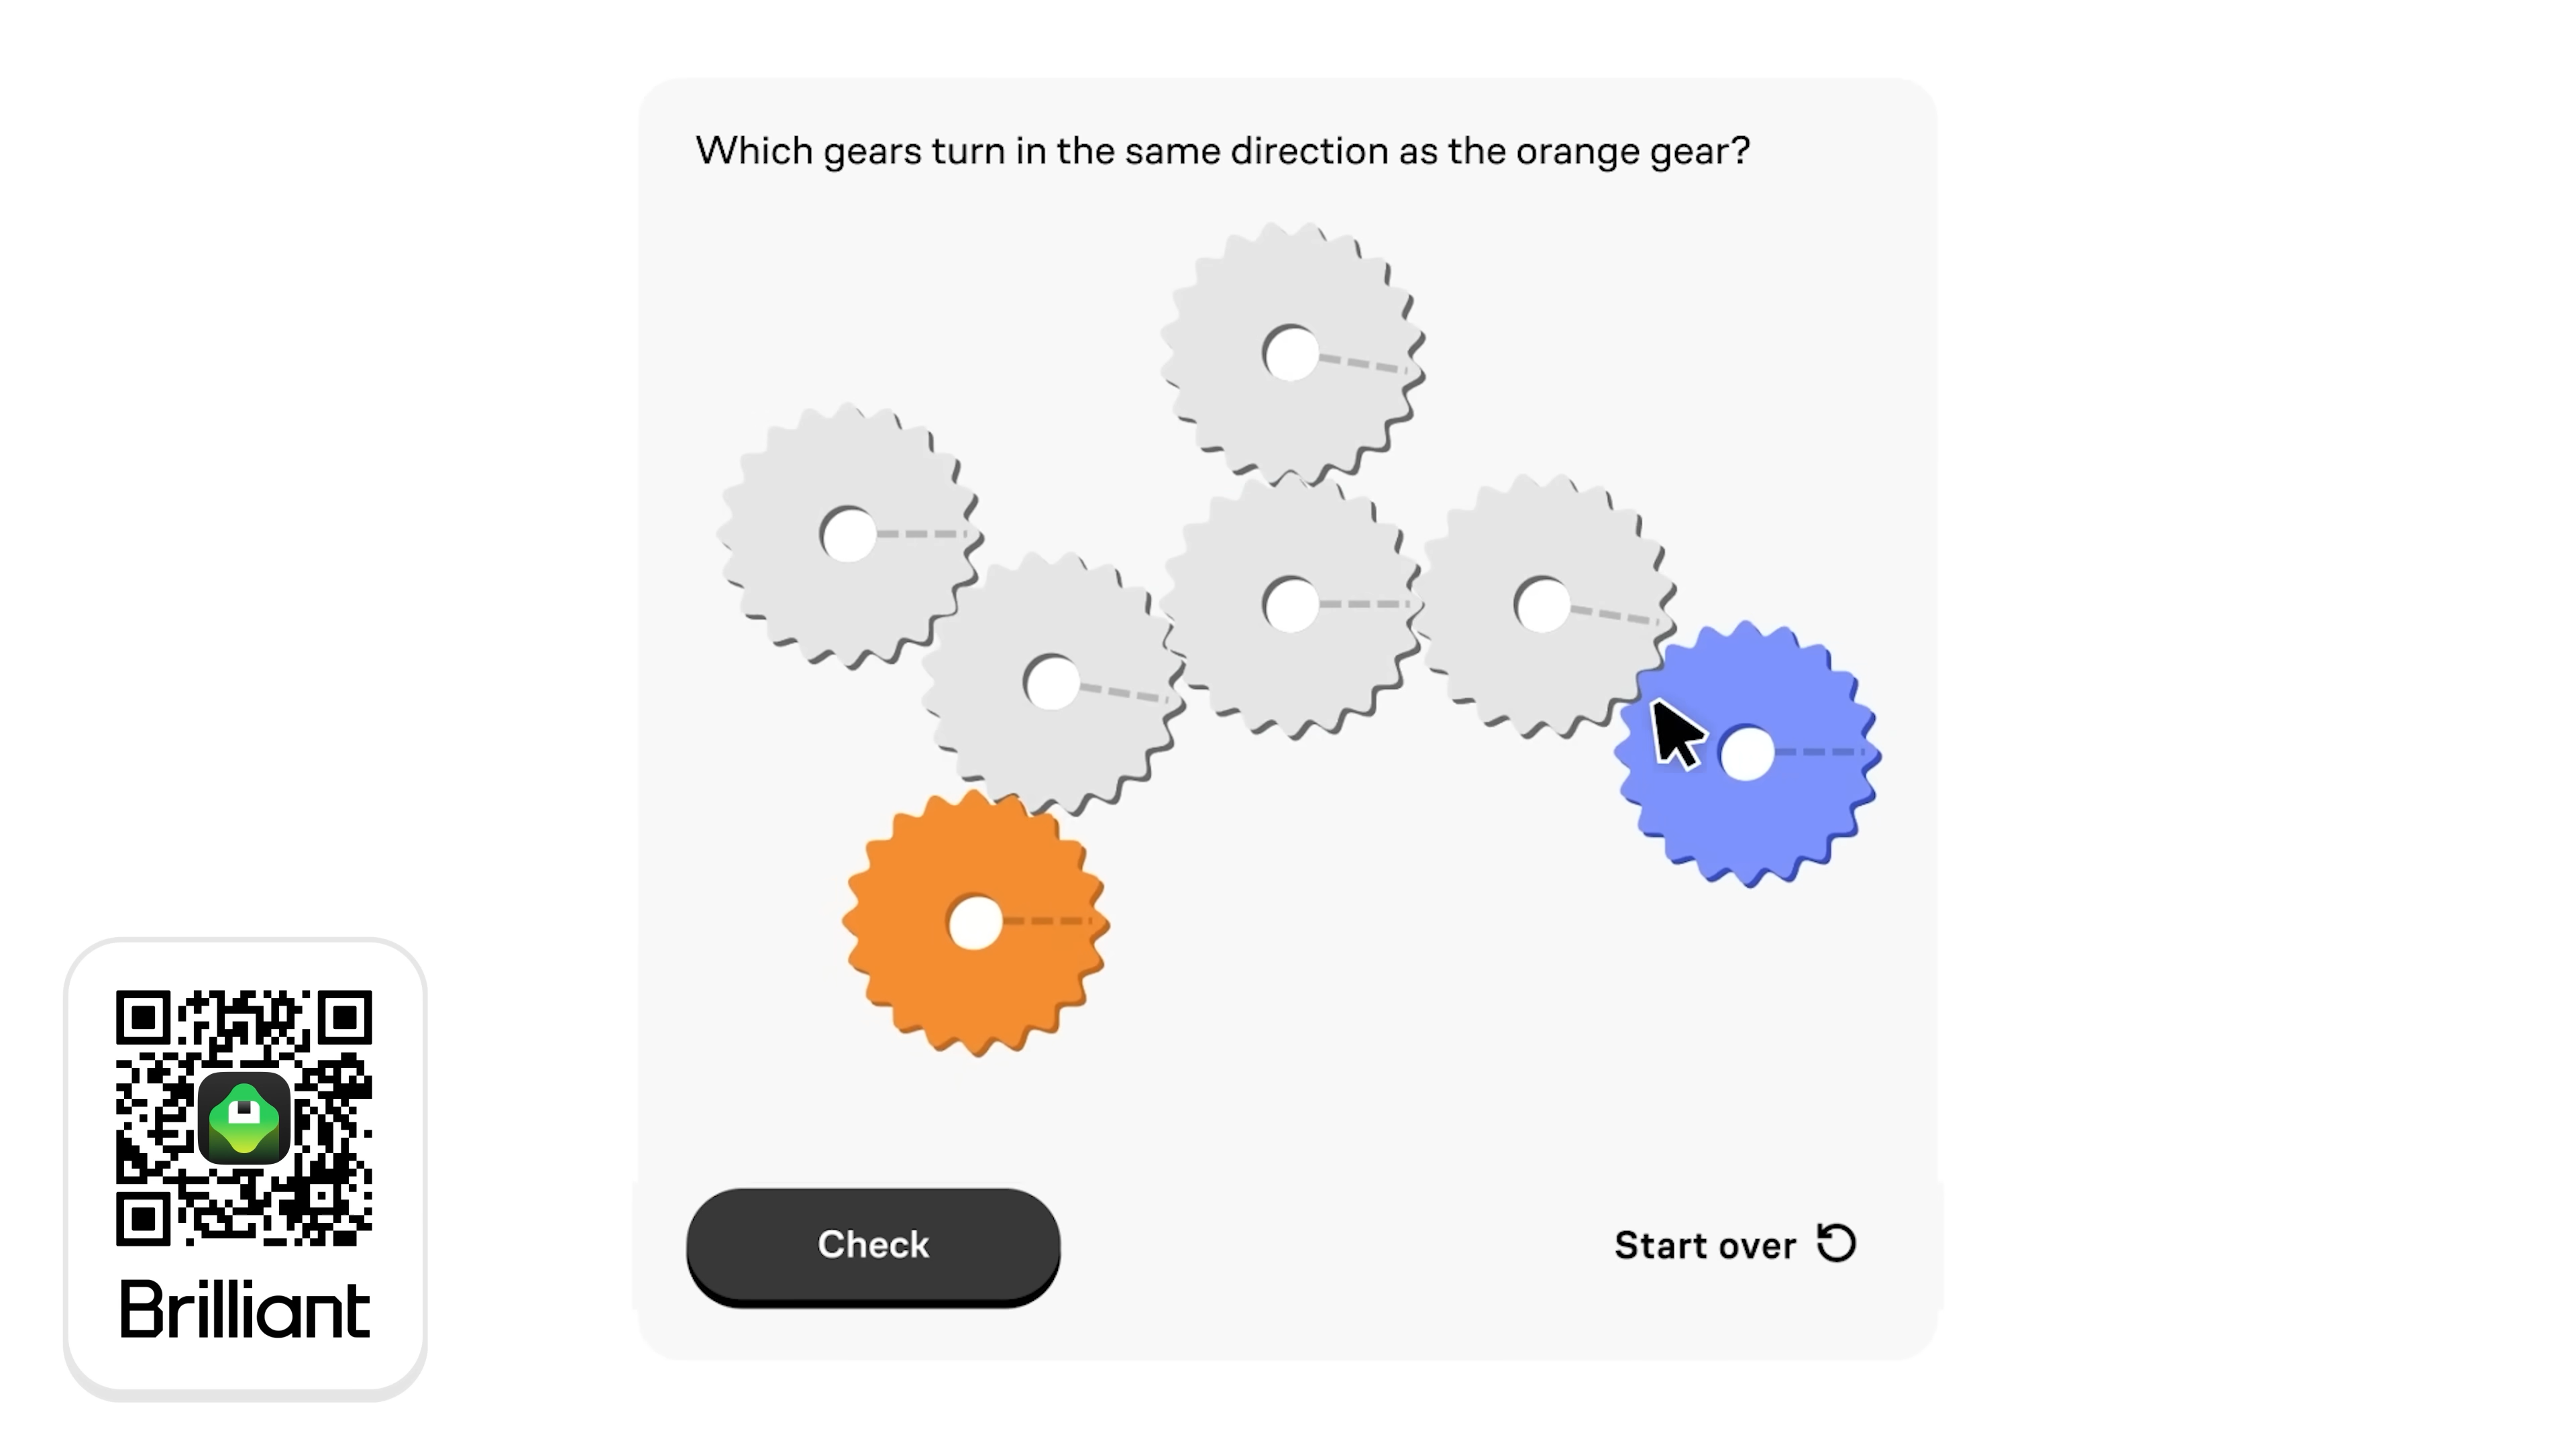 Which gears turn in the same direction as the orange gear?
Check
Start over
Brilliant